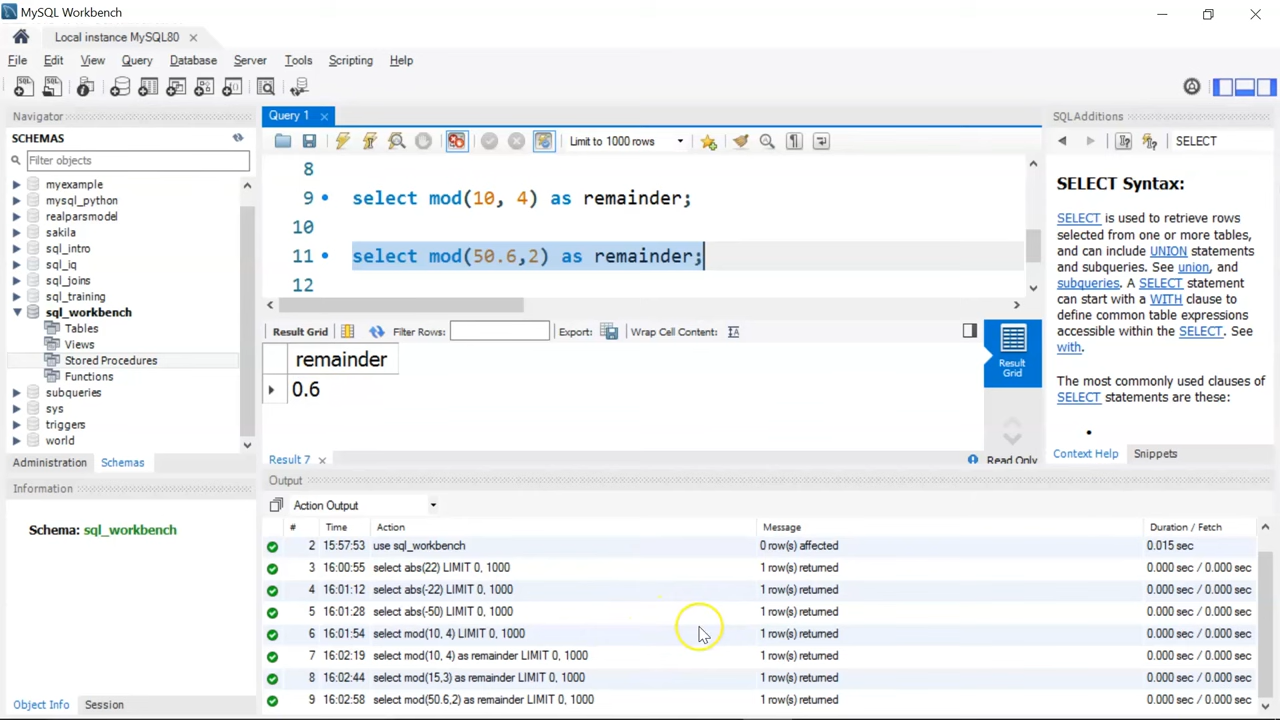 MySQL Workbench
Local instance MySQL80
File Edit View Query Database Server Tools Scripting Help
Navigator
SCHEMAS
Filter objects
myexample
mysql_python
realparsmodel
sakila
sql_intro
sql_iq
sql_joins
sql_training
sql_workbench
Tables
Views
Stored Procedures
Functions
subqueries
sys
triggers
world
Administration Schemas
Information
Schema: sql_workbench
Object Info Session
Query 1
Limit to 1000 rows
8
9 select mod(10, 4) as remainder;
10
11 select mod(50.6,2) as remainder;
12
Result Grid Filter Rows: Export: Wrap Cell Content:
remainder
0.6
Result Grid
Result 7 Read Only
Output
Action Output
# Time Action Message Duration / Fetch
2 15:57:53 use sql_workbench 0 row(s) affected 0.015 sec
3 16:00:55 select abs(22) LIMIT 0, 1000 1 row(s) returned 0.000 sec / 0.000 sec
4 16:01:12 select abs(-22) LIMIT 0, 1000 1 row(s) returned 0.000 sec / 0.000 sec
5 16:01:28 select abs(-50) LIMIT 0, 1000 1 row(s) returned 0.000 sec / 0.000 sec
6 16:01:54 select mod(10, 4) LIMIT 0, 1000 1 row(s) returned 0.000 sec / 0.000 sec
7 16:02:19 select mod(10, 4) as remainder LIMIT 0, 1000 1 row(s) returned 0.000 sec / 0.000 sec
8 16:02:44 select mod(15,3) as remainder LIMIT 0, 1000 1 row(s) returned 0.000 sec / 0.000 sec
9 16:02:58 select mod(50.6,2) as remainder LIMIT 0, 1000 1 row(s) returned 0.000 sec / 0.000 sec
SQLAdditions
SELECT
SELECT Syntax:
SELECT is used to retrieve rows
selected from one or more tables,
and can include UNION statements
and subqueries. See union, and
subqueries. A SELECT statement
can start with a WITH clause to
define common table expressions
accessible within the SELECT. See
with.
The most commonly used clauses of
SELECT statements are these:
Context Help Snippets